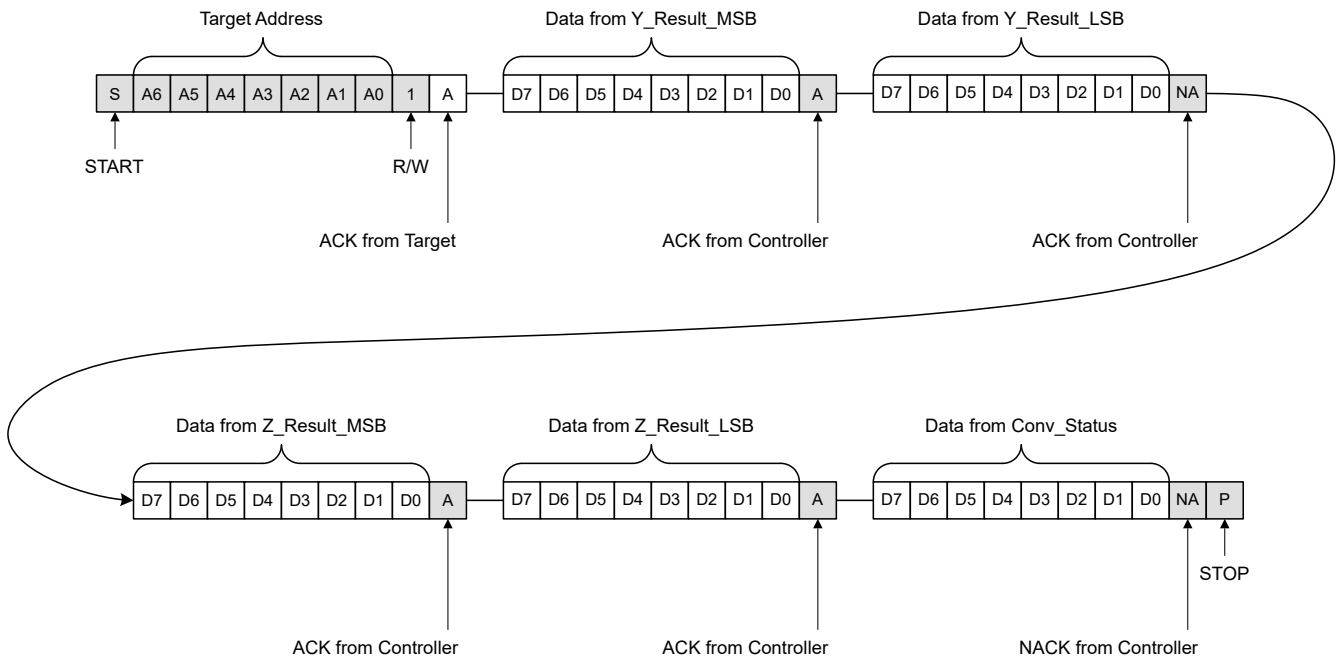 Target Address Data from Y_Result_MSB Data from Y_Result_LSB
S A6 A5 A4 A3 A2 A1 A0 1 A D7 D6 D5 D4 D3 D2 D1 D0 A D7 D6 D5 D4 D3 D2 D1 D0 NA
START R/W
ACK from Target ACK from Controller ACK from Controller
Data from Z_Result_MSB Data from Z_Result_LSB Data from Conv_Status
D7 D6 D5 D4 D3 D2 D1 D0 A D7 D6 D5 D4 D3 D2 D1 D0 A D7 D6 D5 D4 D3 D2 D1 D0 NA P
STOP
ACK from Controller ACK from Controller NACK from Controller